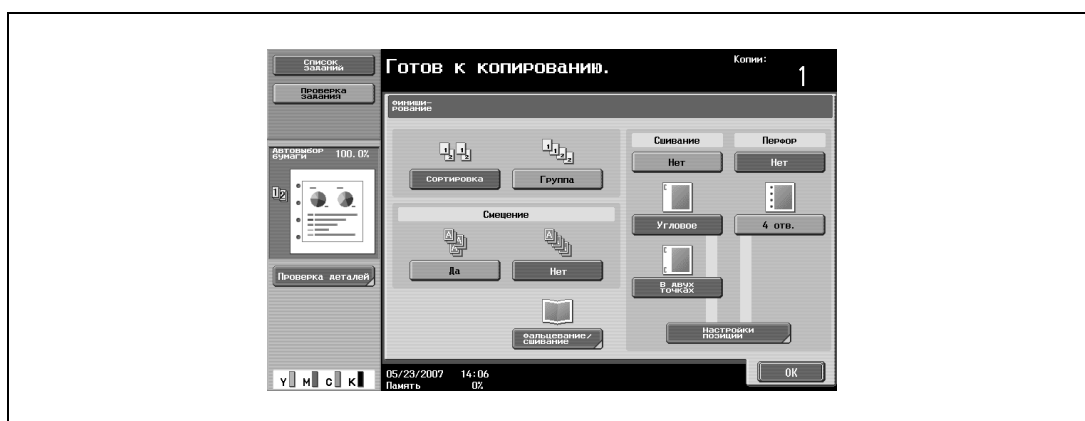 Список
заданий
Готов к копированию.
Копии:
1
Проверка
задания
Финиши-
рование
Автовыбор
бумаги 100.0%
Сортировка
Группа
Смещение
Да
Нет
Фальцевание/
сшивание
Сшивание
Нет
Угловое
В двух
точках
Перфор
Нет
4 отв.
Настройки
позиции
Проверка деталей
OK
Y M C K
05/23/2007 14:06
Память 0%